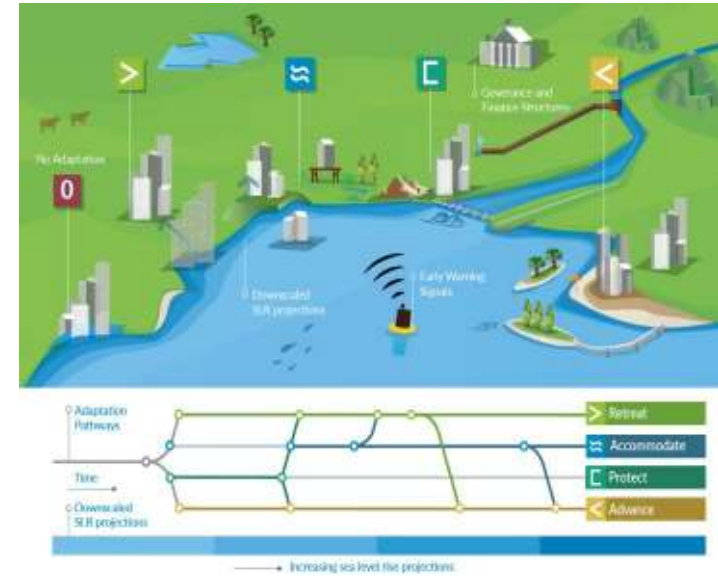 Governance and
Finance Structures
No Adaptation
0
Early Warning
Signals
Downscaled
SLR projections
Adaptation
Pathways
Time
Downscaled
SLR projections
Retreat
Accommodate
Protect
Advance
Increasing sea level rise projections